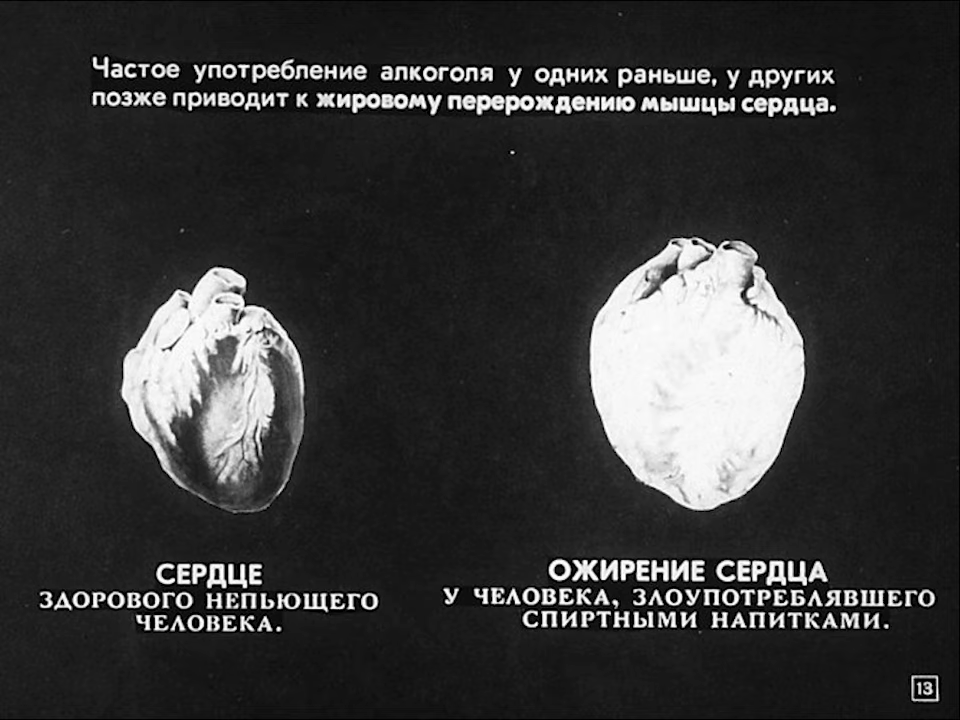 Частое употребление алкоголя у одних раньше, у других
позже приводит к жировому перерождению мышцы сердца.
СЕРДЦЕ
ЗДОРОВОГО НЕПЬЮЩЕГО
ЧЕЛОВЕКА.
ОЖИРЕНИЕ СЕРДЦА
У ЧЕЛОВЕКА, ЗЛОУПОТРЕБЛЯВШЕГО
СПИРТНЫМИ НАПИТКАМИ.
13